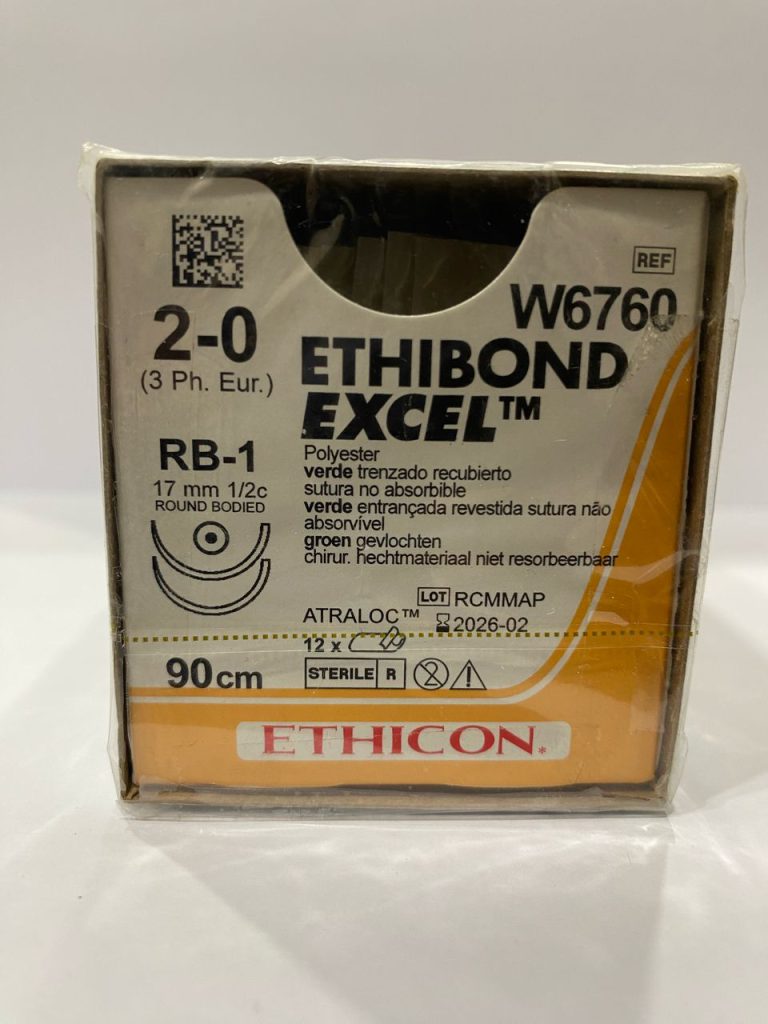 REF
W6760
2-0
(3 Ph. Eur.)
ETHIBOND
EXCEL™
RB-1
17 mm 1/2c
ROUND BODIED
Polyester
verde trenzado recubierto
sutura no absorbible
verde entrançada revestida sutura não
absorvível
groen gevlochten
chirur. hechtmateriaal niet resorbeerbaar
LOT RCMMAP
ATRALOC™
2026-02
12 x
90cm
STERILE R
2
ETHICON